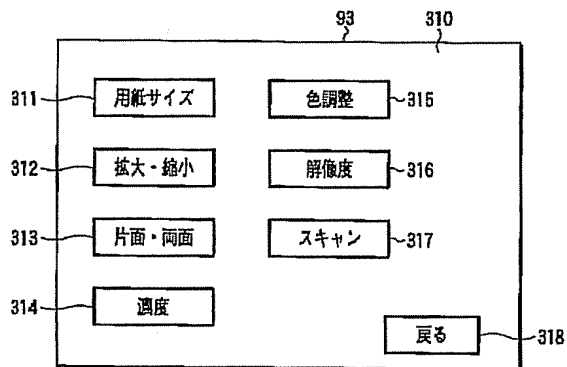 93 310
311 用紙サイズ 色調整 315
312 拡大・縮小 解像度 316
313 片面・両面 スキャン 317
314 濃度
戻る 318